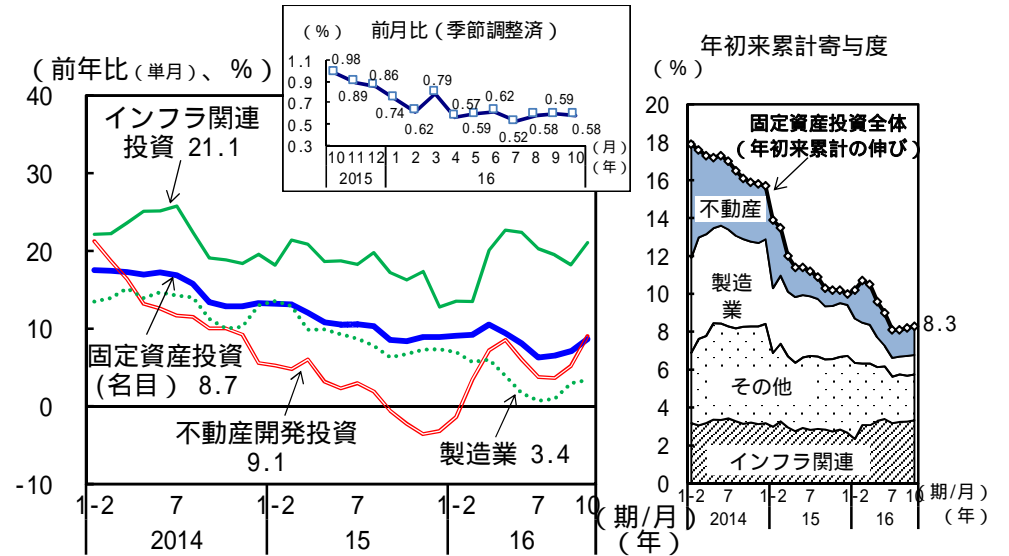 （前年比（単月）、％）
40
30
20
10
0
-10
インフラ関連
投資 21.1
固定資産投資
(名目) 8.7
不動産開発投資
9.1
製造業 3.4
1-2 7 1-2 7 1-2 7 10
（期/月）
2014 15 16
（年）
（％） 前月比（季節調整済）
1.1
0.9
0.7
0.5
0.3
0.98
0.89
0.86
0.74
0.62
0.79
0.57
0.59
0.62
0.52
0.58
0.59
0.58
10 11 12 1 2 3 4 5 6 7 8 9 10 （月）
2015 16 （年）
年初来累計寄与度
（％）
20
18
16
14
12
10
8
6
4
2
0
固定資産投資全体
（年初来累計の伸び）
不動産
製造
業
その他
インフラ関連
8.3
1-2 7 1-2 7 1-2 7 10 （期/月）
2014 15 16 （年）